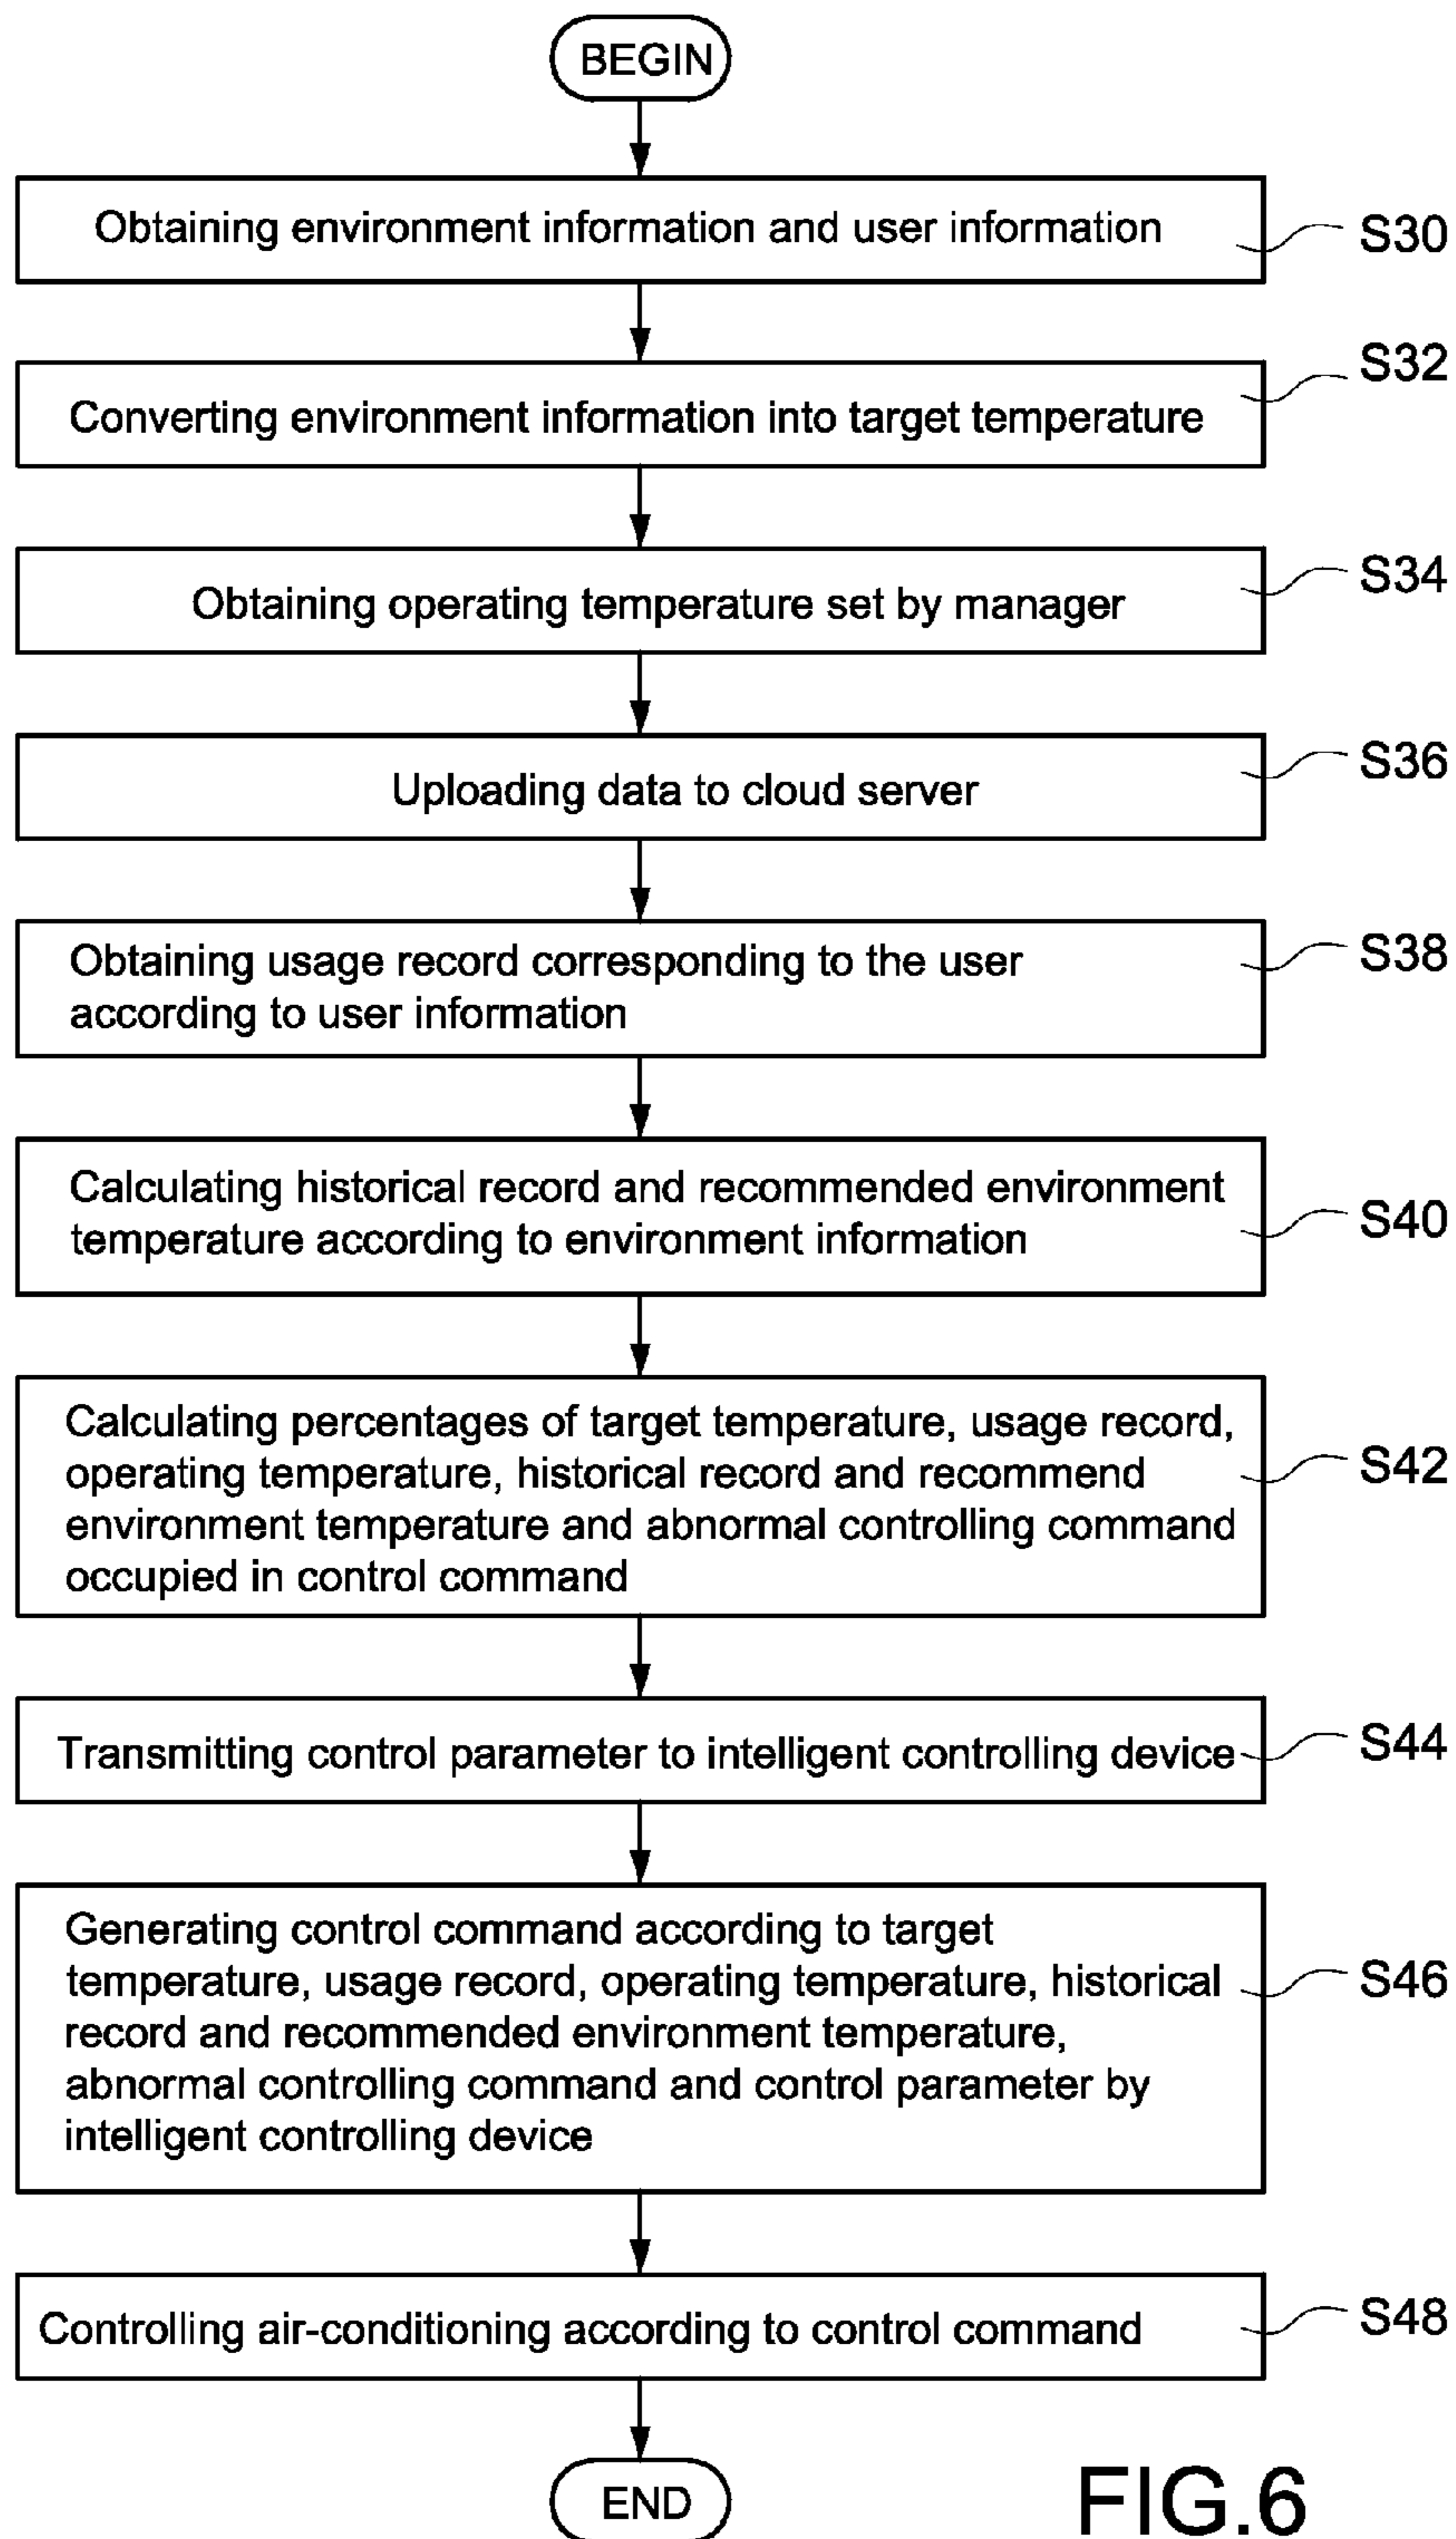 BEGIN
Obtaining environment information and user information
S30
Converting environment information into target temperature
S32
Obtaining operating temperature set by manager
S34
Uploading data to cloud server
S36
Obtaining usage record corresponding to the user
according to user information
S38
Calculating historical record and recommended environment
temperature according to environment information
S40
Calculating percentages of target temperature, usage record,
operating temperature, historical record and recommend
environment temperature and abnormal controlling command
occupied in control command
S42
Transmitting control parameter to intelligent controlling device
S44
Generating control command according to target
temperature, usage record, operating temperature, historical
record and recommended environment temperature,
abnormal controlling command and control parameter by
intelligent controlling device
S46
Controlling air-conditioning according to control command
S48
END
FIG.6